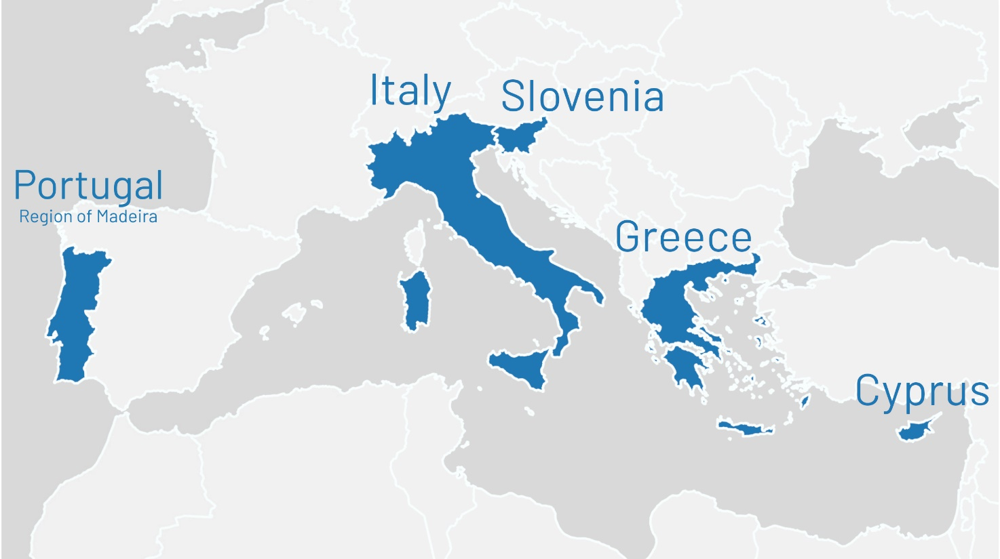 Italy
Slovenia
Portugal
Region of Madeira
Greece
Cyprus